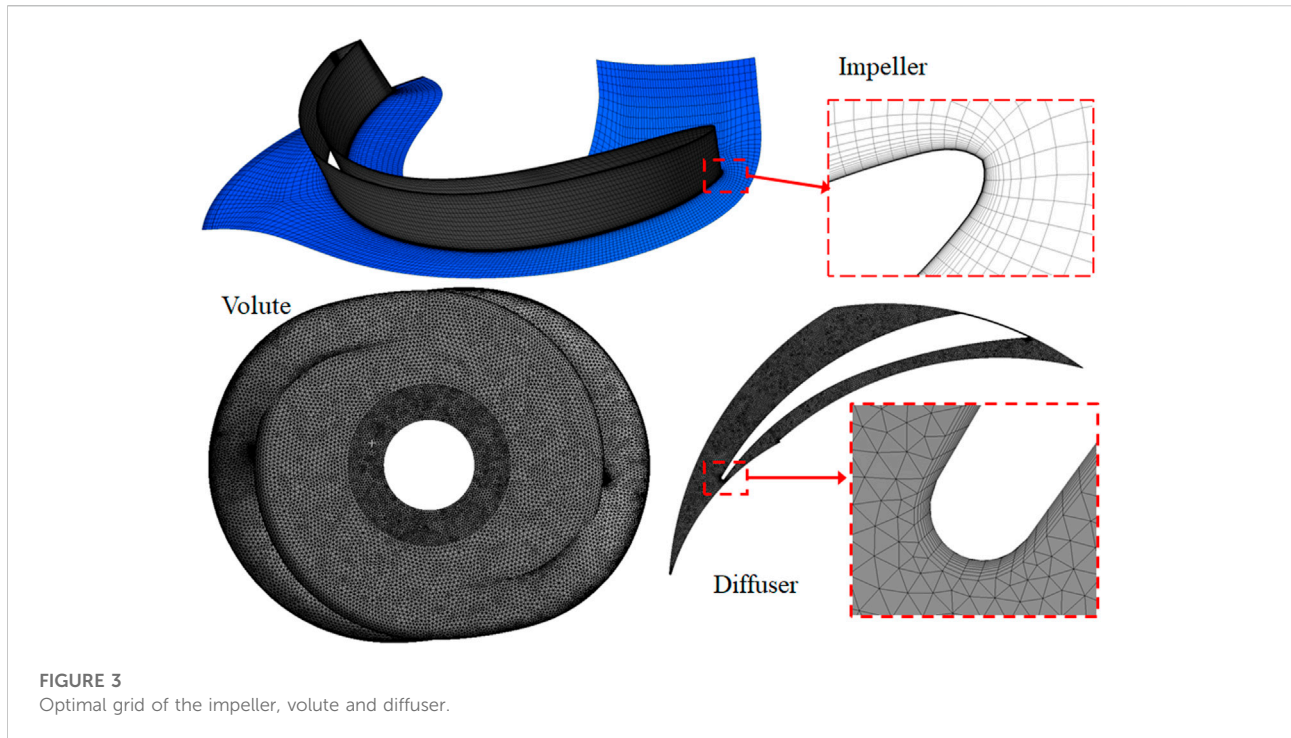 Impeller
Volute
Diffuser
FIGURE 3
Optimal grid of the impeller, volute and diffuser.